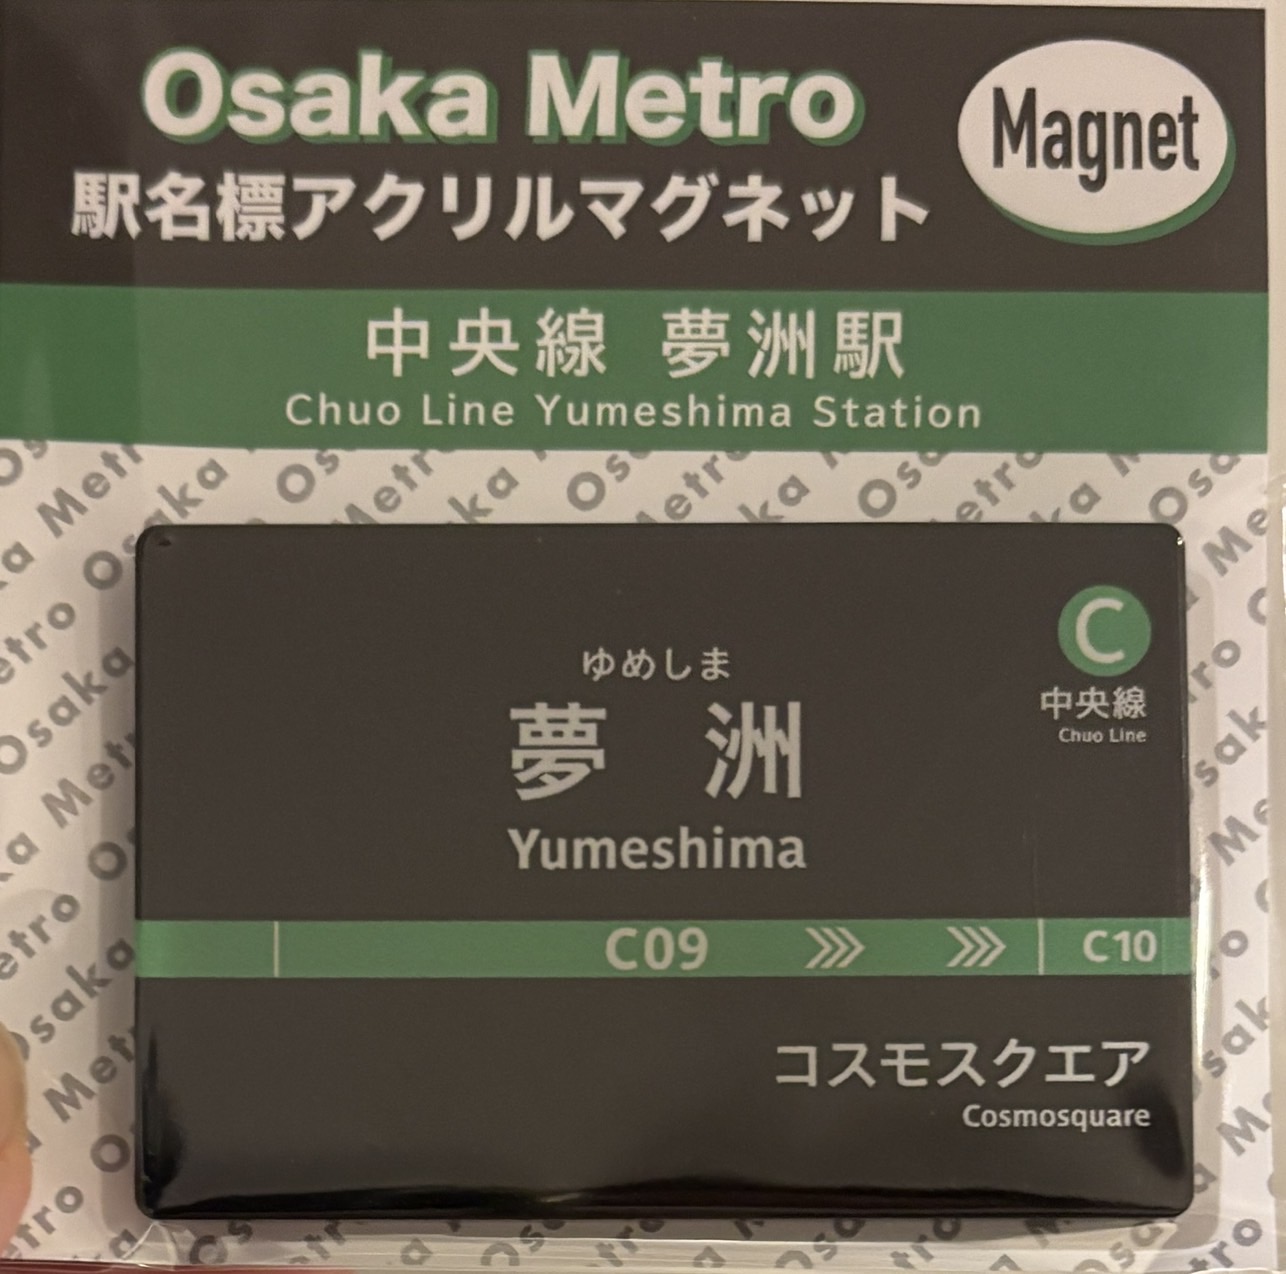 Osaka Metro
Magnet
駅名標アクリルマグネット
中央線 夢洲駅
Chuo Line Yumeshima Station
C
中央線
Chuo Line
ゆめしま
夢洲
Yumeshima
C09 C10
コスモスクエア
Cosmosquare